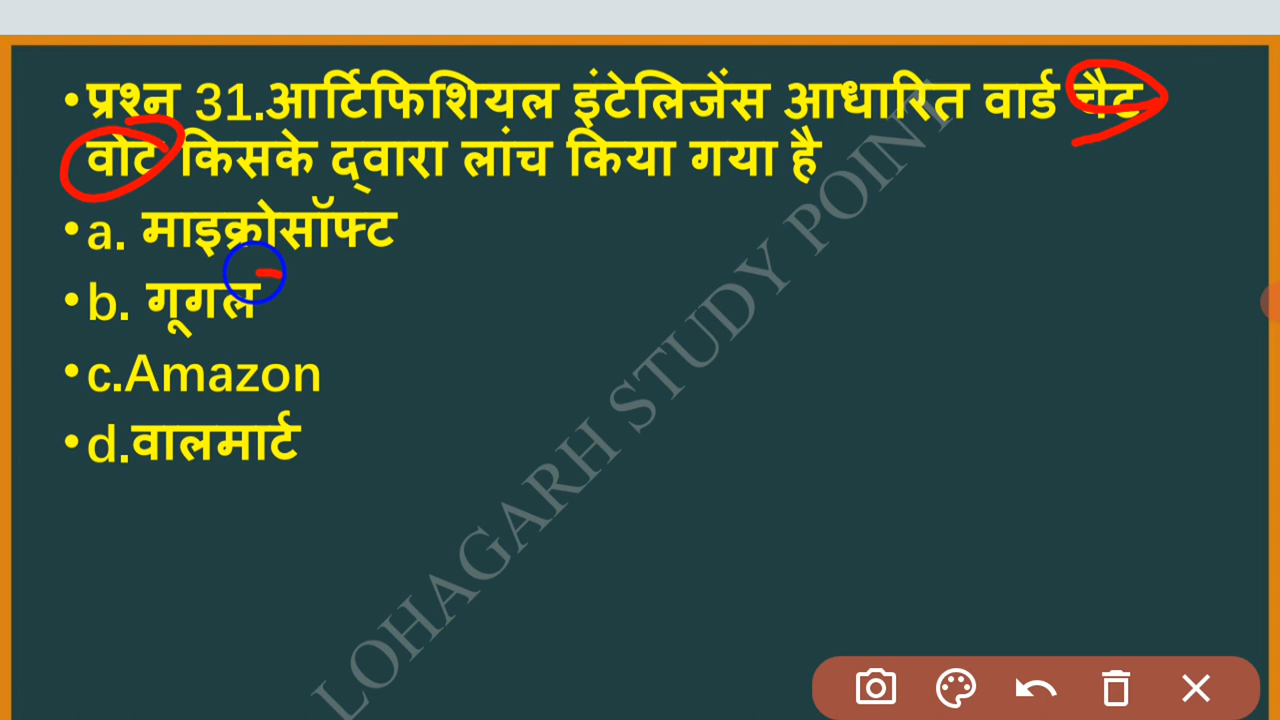 •प्रश्न 31.आर्टिफिशियल इंटेलिजेंस आधारित वार्ड चैट
वोट किसके द्वारा लांच किया गया है
•a. माइक्रोसॉफ्ट
•b. गूगल
•c.Amazon
•d.वालमार्ट
LOHAGARH STUDY POINT